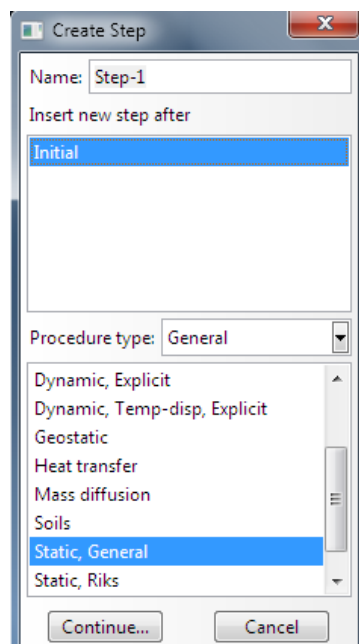 Create Step
Name: Step-1
Insert new step after
Initial
Procedure type: General
Dynamic, Explicit
Dynamic, Temp-disp, Explicit
Geostatic
Heat transfer
Mass diffusion
Soils
Static, General
Static, Riks
Continue... Cancel